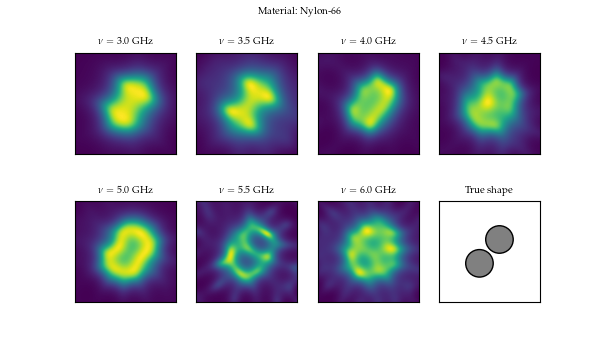 Material: Nylon-66
ν = 3.0 GHz
ν = 3.5 GHz
ν = 4.0 GHz
ν = 4.5 GHz
ν = 5.0 GHz
ν = 5.5 GHz
ν = 6.0 GHz
True shape